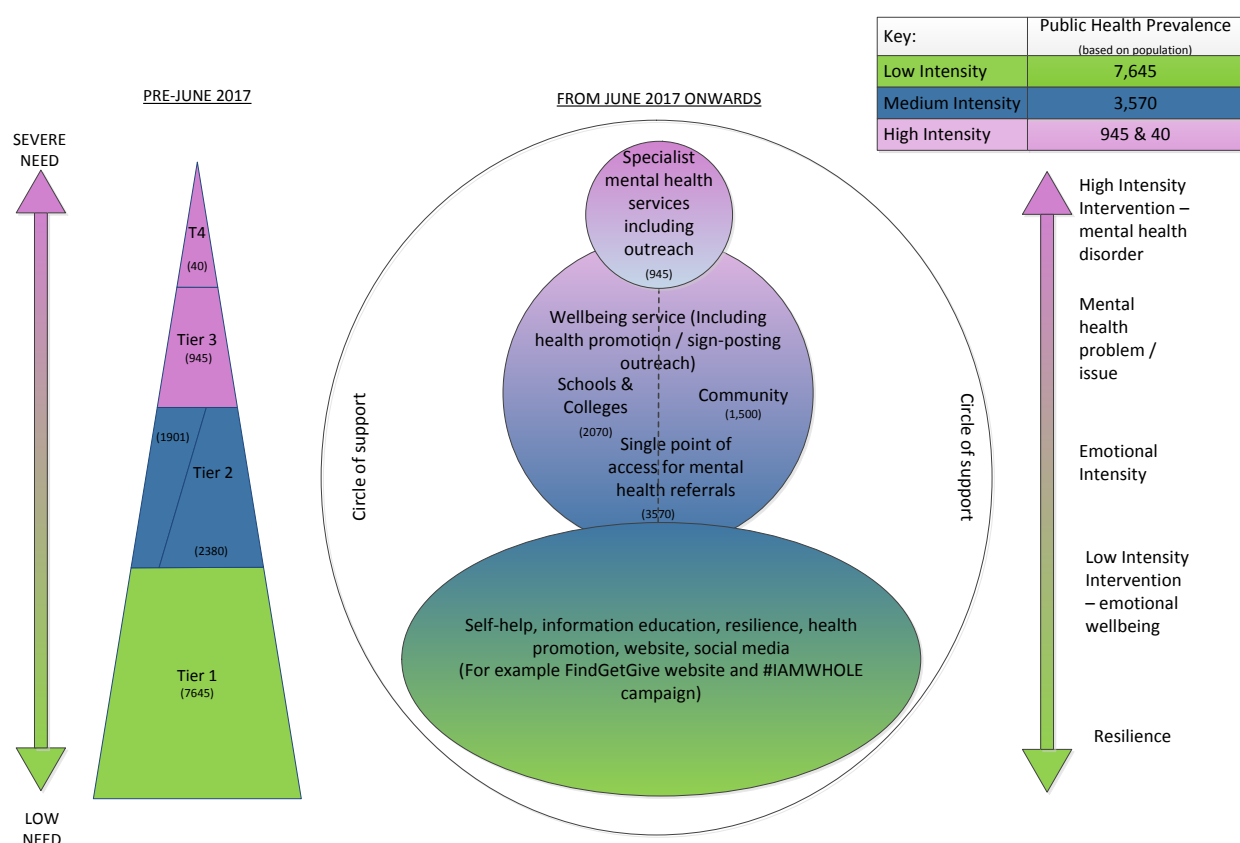 Key:
Public Health Prevalence
(based on population)
Low Intensity
7,645
Medium Intensity
3,570
High Intensity
945 & 40
PRE-JUNE 2017
FROM JUNE 2017 ONWARDS
SEVERE
NEED
T4
(40)
Tier 3
(945)
(1901)
Tier 2
(2380)
Tier 1
(7645)
LOW
NEED
Circle of support
Specialist
mental health
services
including
outreach
(945)
Wellbeing service (Including
health promotion / sign-posting
outreach)
Schools &
Colleges
(2070)
Community
(1,500)
Single point of
access for mental
health referrals
(3570)
Self-help, information education, resilience, health
promotion, website, social media
(For example FindGetGive website and #IAMWHOLE
campaign)
Circle of support
High Intensity
Intervention –
mental health
disorder
Mental
health
problem /
issue
Emotional
Intensity
Low Intensity
Intervention
– emotional
wellbeing
Resilience